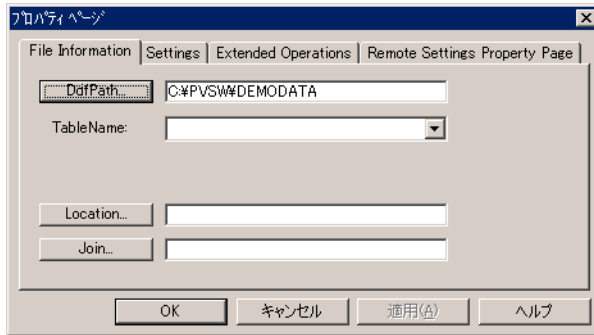 プロパティ ページ
File Information Settings Extended Operations Remote Settings Property Page
DdfPath... C:¥PVSW¥DEMODATA
TableName:
Location...
Join...
OK キャンセル 適用(A) ヘルプ